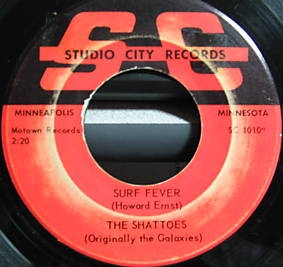 SC
STUDIO CITY RECORDS
MINNEAPOLIS MINNESOTA
Motown Records SC-1010"
2:20
SURF FEVER
(Howard Ernst)
THE SHATTOES
(Originally the Galaxies)